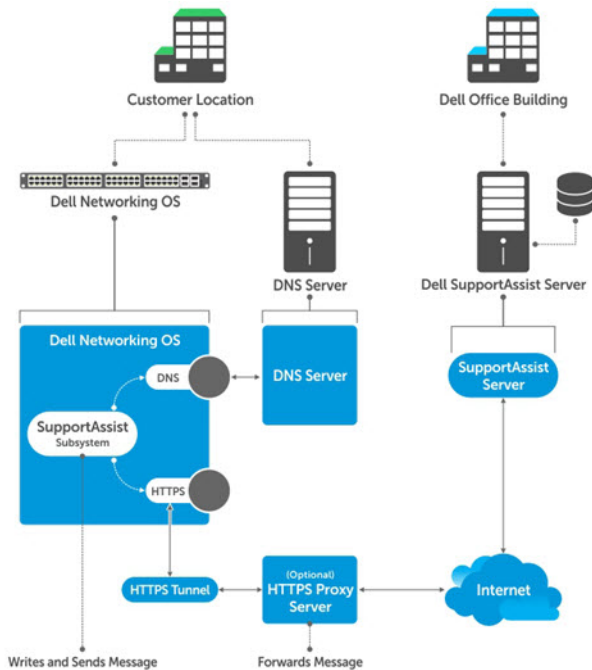 Customer Location
Dell Office Building
Dell Networking OS
DNS Server
Dell SupportAssist Server
Dell Networking OS
DNS
DNS Server
SupportAssist
Server
SupportAssist
Subsystem
HTTPS
HTTPS Tunnel
(Optional)
HTTPS Proxy
Server
Internet
Writes and Sends Message
Forwards Message